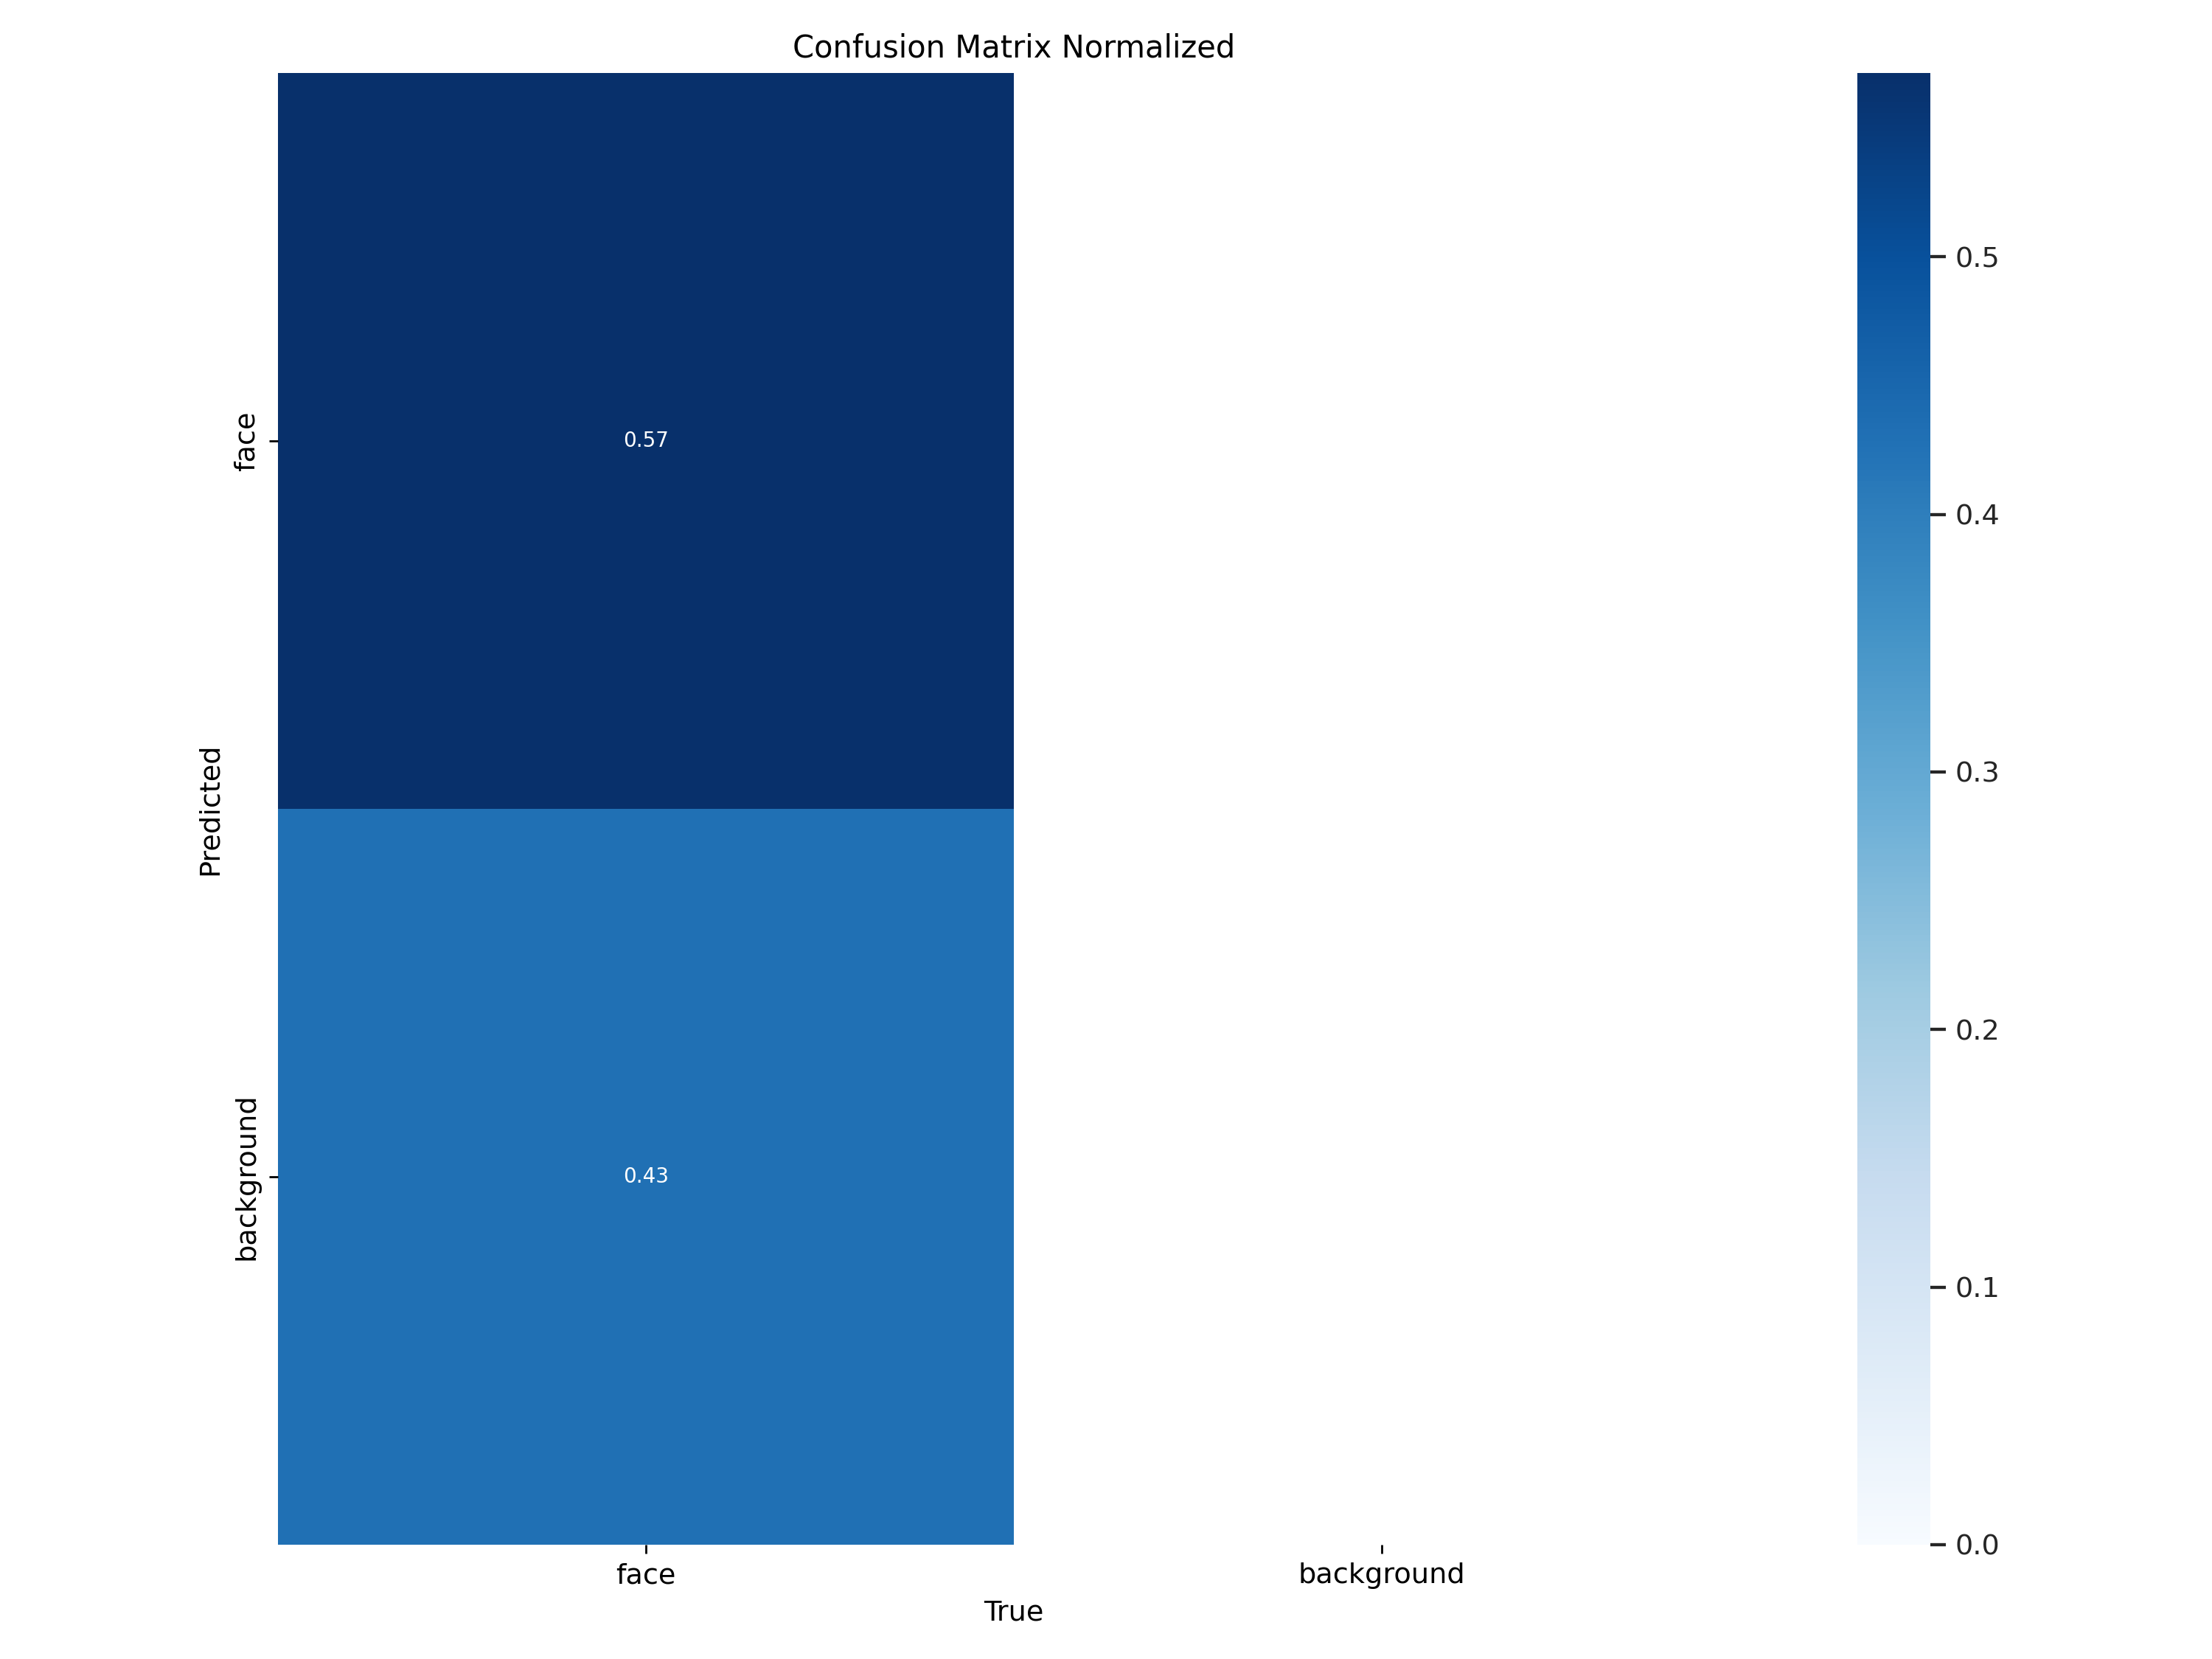 Confusion Matrix Normalized
face
0.57
Predicted
background
0.43
face
background
True
0.5
0.4
0.3
0.2
0.1
0.0